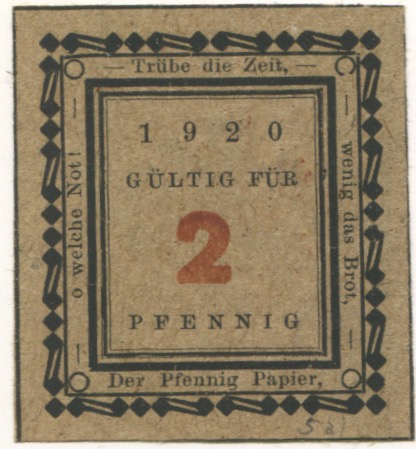 — Trübe die Zeit, —
— wenig das Brot, —
Der Pfennig Papier,
o welche Not! —
1920
GÜLTIG FÜR
2
PFENNIG